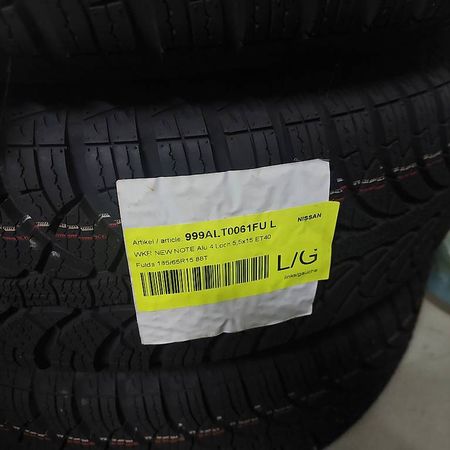 Artikel / article: 999ALT0061FU L
NISSAN
WKR NEW NOTE Alu 4 Loch 5,5x15 ET40
Fulda 185/65R15 88T
L/G
links/gauche